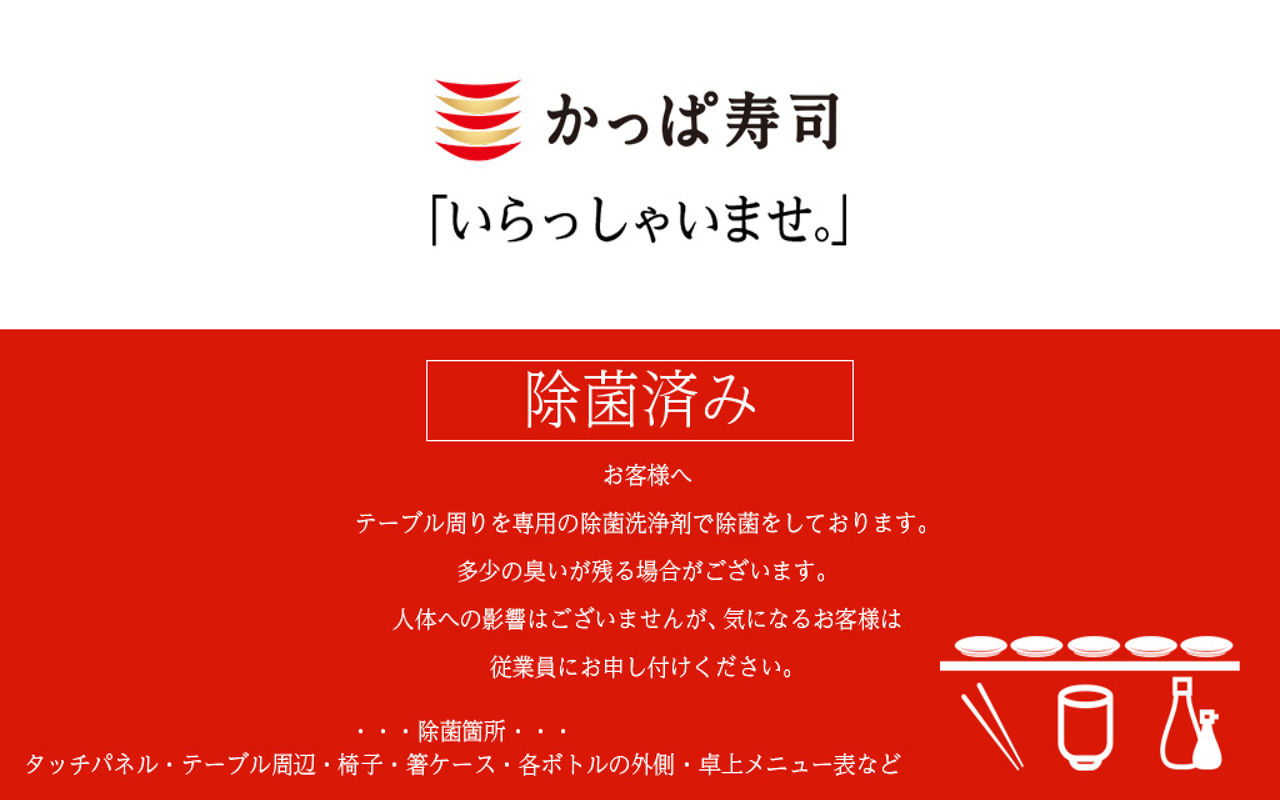 かっぱ寿司
「いらっしゃいませ。」
除菌済み
お客様へ
テーブル周りを専用の除菌洗浄剤で除菌をしております。
多少の臭いが残る場合がございます。
人体への影響はございませんが、気になるお客様は
従業員にお申し付けください。
・・・除菌箇所・・・
タッチパネル・テーブル周辺・椅子・箸ケース・各ボトルの外側・卓上メニュー表など